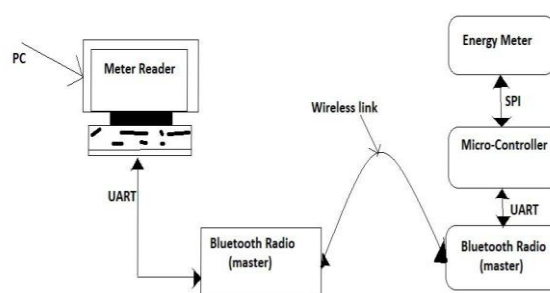 PC
Meter Reader
UART
Bluetooth Radio
(master)
Wireless link
Energy Meter
SPI
Micro-Controller
UART
Bluetooth Radio
(master)